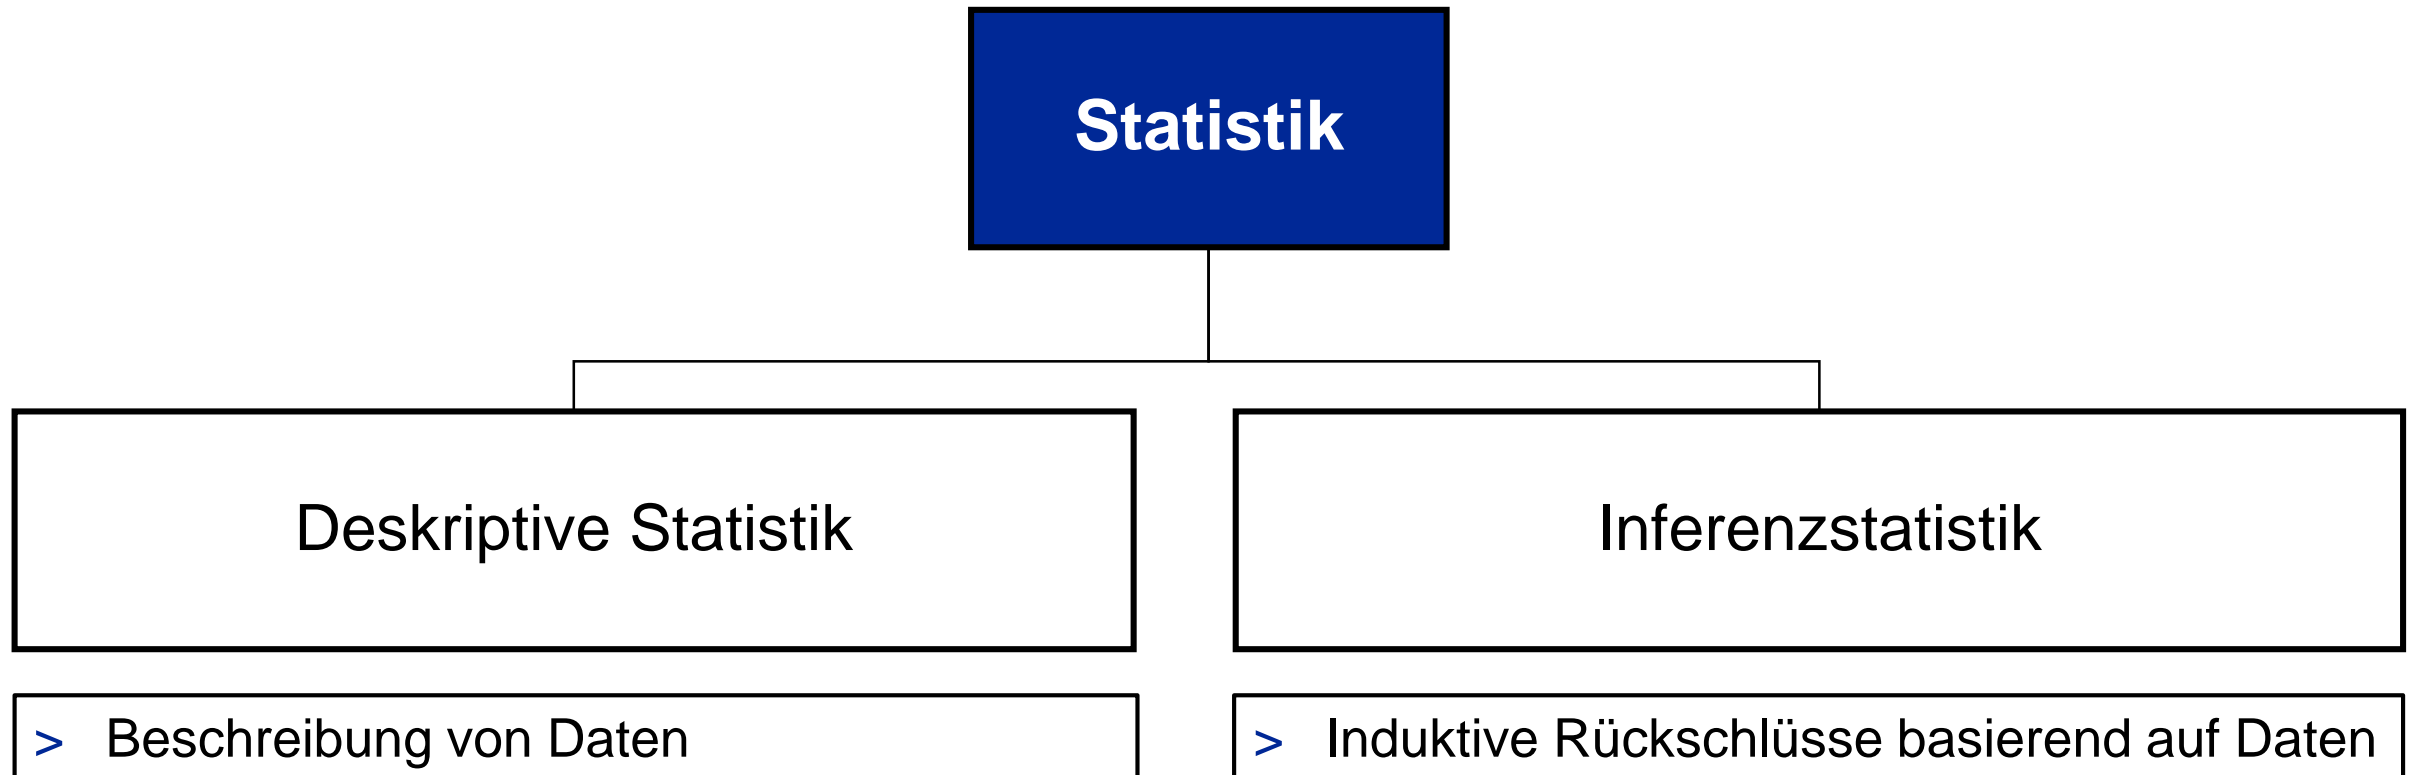 Statistik
Deskriptive Statistik
Inferenzstatistik
> Beschreibung von Daten
> Induktive Rückschlüsse basierend auf Daten